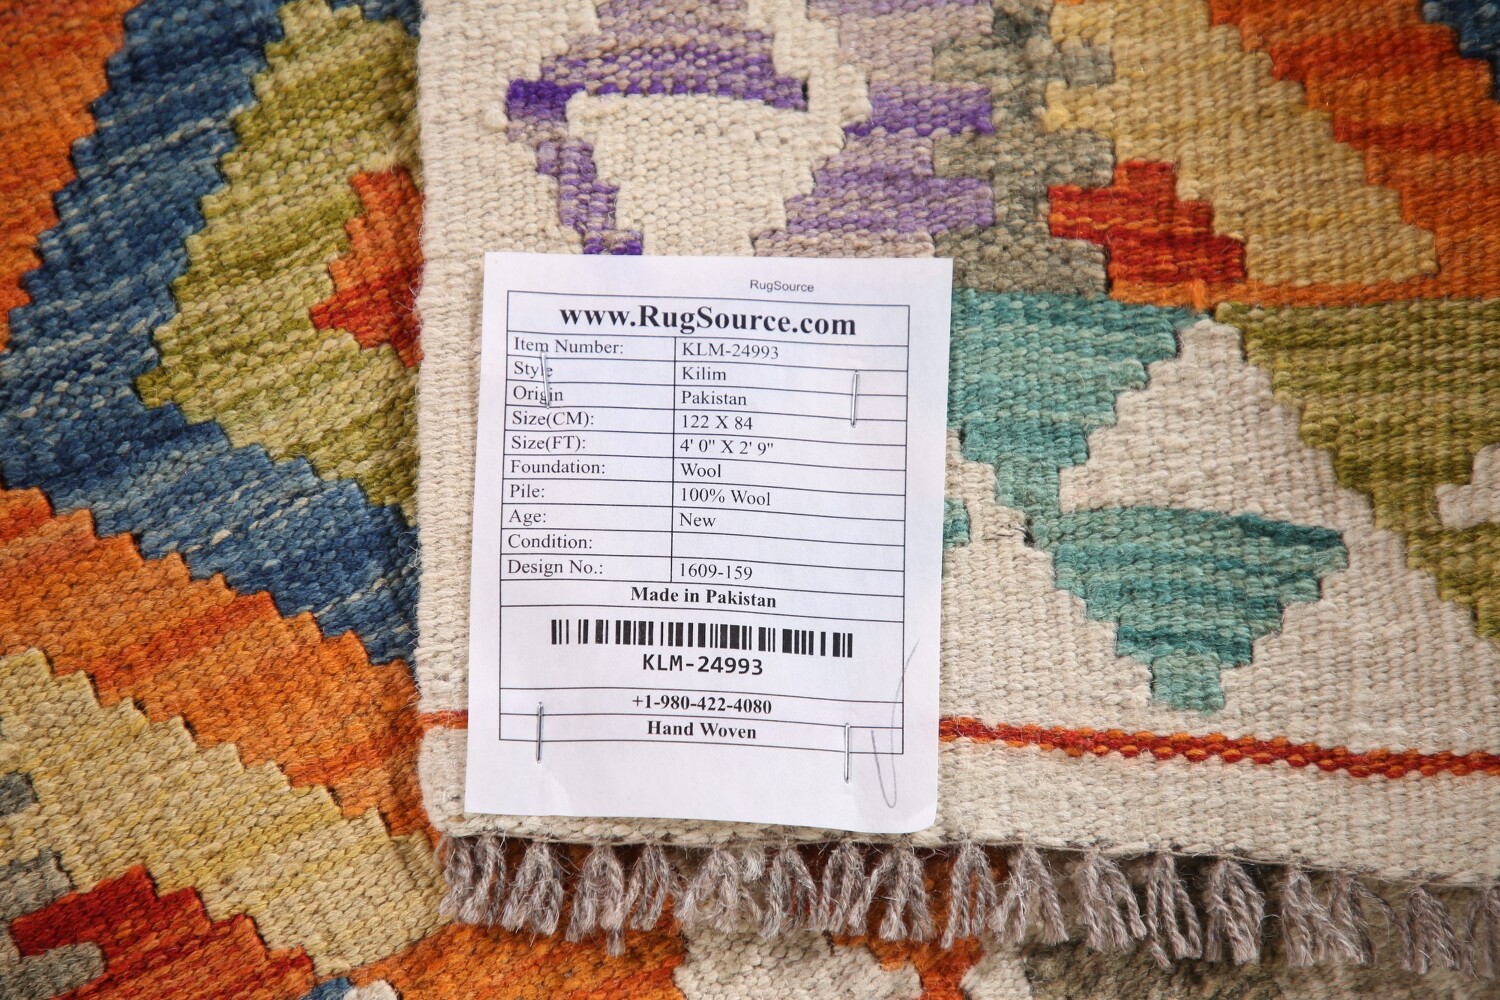 RugSource
www.RugSource.com
Item Number: KLM-24993
Style Kilim
Origin Pakistan
Size(CM): 122 X 84
Size(FT): 4' 0" X 2' 9"
Foundation: Wool
Pile: 100% Wool
Age: New
Condition:
Design No.: 1609-159
Made in Pakistan
KLM-24993
+1-980-422-4080
Hand Woven